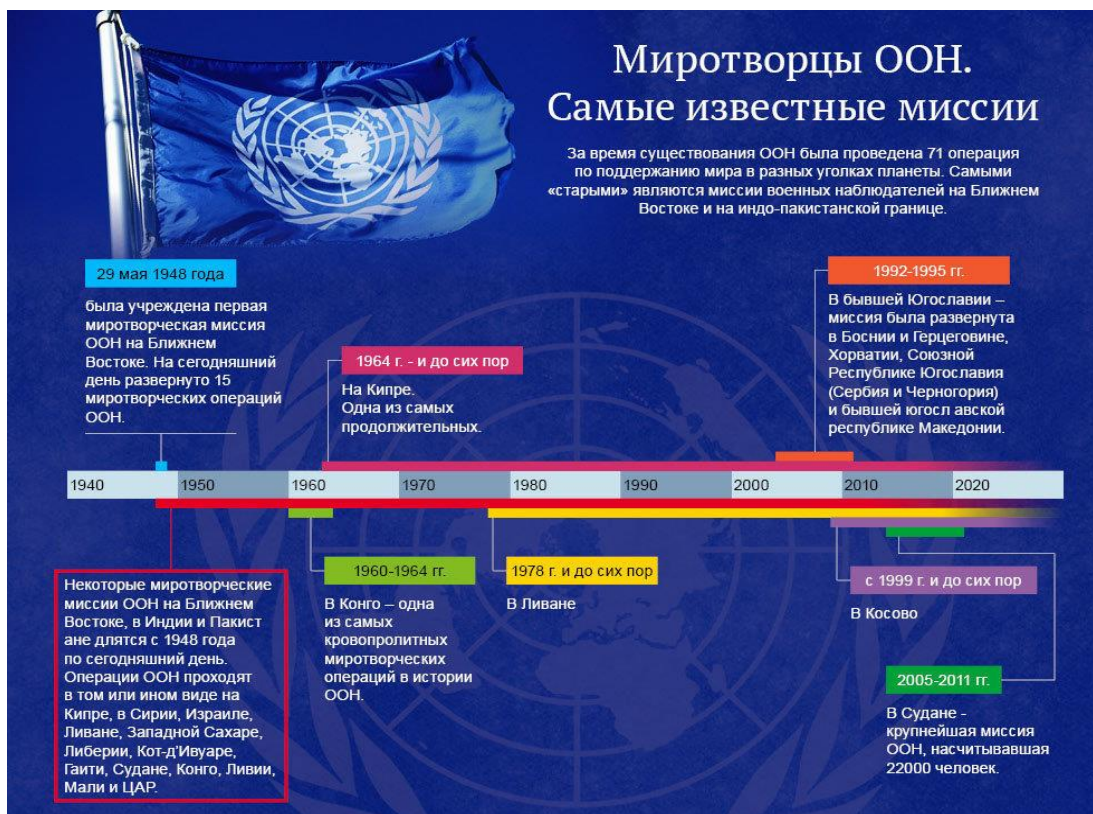 Миротворцы ООН.
Самые известные миссии
За время существования ООН была проведена 71 операция
по поддержанию мира в разных уголках планеты. Самыми
«старыми» являются миссии военных наблюдателей на Ближнем
Востоке и на индо-пакистанской границе.
29 мая 1948 года
была учреждена первая
миротворческая миссия
ООН на Ближнем
Востоке. На сегодняшний
день развернуто 15
миротворческих операций
ООН.
1964 г. - и до сих пор
На Кипре.
Одна из самых
продолжительных.
1992-1995 гг.
В бывшей Югославии –
миссия была развернута
в Боснии и Герцеговине,
Хорватии, Союзной
Республике Югославия
(Сербия и Черногория)
и бывшей югосл авской
республике Македонии.
1940 1950 1960 1970 1980 1990 2000 2010 2020
Некоторые миротворческие
миссии ООН на Ближнем
Востоке, в Индии и Пакист
ане длятся с 1948 года
по сегодняшний день.
Операции ООН проходят
в том или ином виде на
Кипре, в Сирии, Израиле,
Ливане, Западной Сахаре,
Либерии, Кот-д'Ивуаре,
Гаити, Судане, Конго, Ливии,
Мали и ЦАР.
1960-1964 гг.
В Конго – одна
из самых
кровопролитных
миротворческих
операций в истории
ООН.
1978 г. и до сих пор
В Ливане
с 1999 г. и до сих пор
В Косово
2005-2011 гг.
В Судане -
крупнейшая миссия
ООН, насчитывавшая
22000 человек.